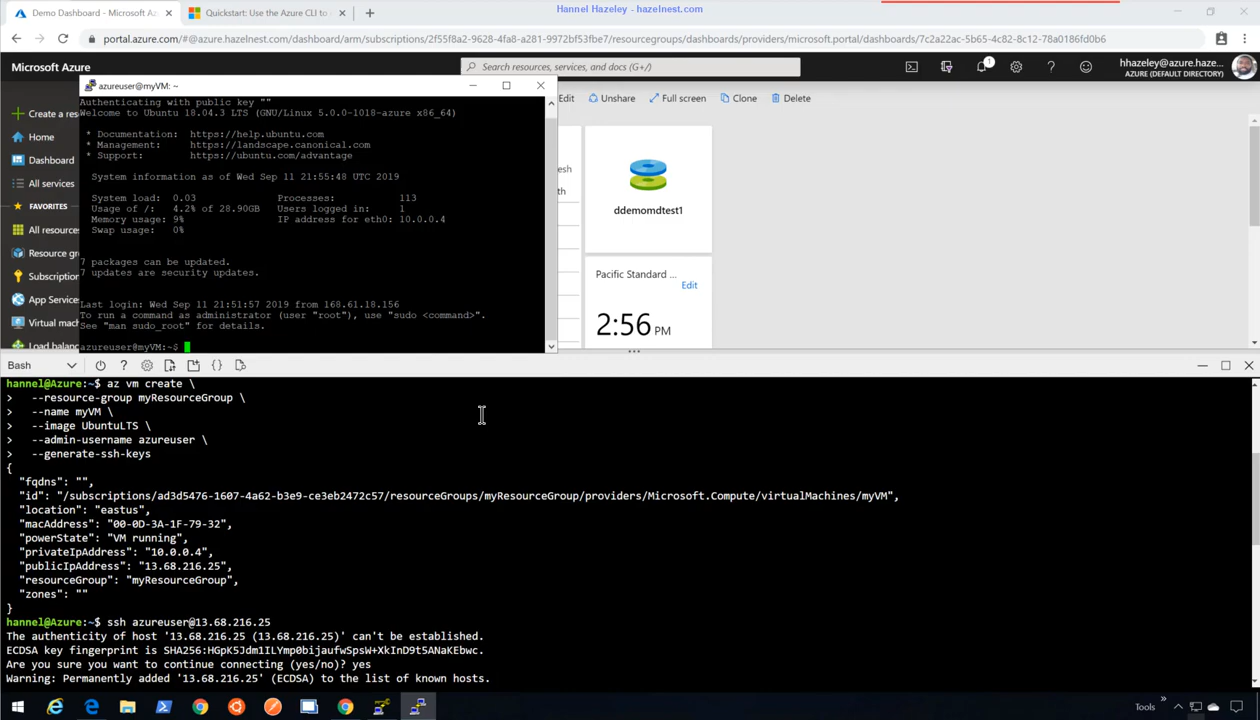 Hannel Hazeley - hazelnest.com
Demo Dashboard - Microsoft Azu
Quickstart: Use the Azure CLI to
portal.azure.com/#@azure.hazelnest.com/dashboard/arm/subscriptions/2f55f8a2-9628-4fa8-a281-9972bf53fbe7/resourcegroups/dashboards/providers/microsoft.portal/dashboards/7c2a22ac-5b65-4c82-8c12-78a0186fd0b6
Microsoft Azure
Search resources, services, and docs (G+/)
1
hhazeley@azure.haze...
AZURE (DEFAULT DIRECTORY)
Create a res
Home
Dashboard
All services
FAVORITES
All resources
Resource gr
Subscription
App Service
Virtual mach
Load balanc
Edit
Unshare
Full screen
Clone
Delete
esh
th
ddemomdtest1
Pacific Standard ...
Edit
2:56 PM
azureuser@myVM: ~
Authenticating with public key ""
Welcome to Ubuntu 18.04.3 LTS (GNU/Linux 5.0.0-1018-azure x86_64)
* Documentation: https://help.ubuntu.com
* Management: https://landscape.canonical.com
* Support: https://ubuntu.com/advantage
System information as of Wed Sep 11 21:55:48 UTC 2019
System load: 0.03 Processes: 113
Usage of /: 4.2% of 28.90GB Users logged in: 1
Memory usage: 9% IP address for eth0: 10.0.0.4
Swap usage: 0%
7 packages can be updated.
7 updates are security updates.
Last login: Wed Sep 11 21:51:57 2019 from 168.61.18.156
To run a command as administrator (user "root"), use "sudo <command>".
See "man sudo_root" for details.
azureuser@myVM:~$
Bash
hannel@Azure:~$ az vm create \
> --resource-group myResourceGroup \
> --name myVM \
> --image UbuntuLTS \
> --admin-username azureuser \
> --generate-ssh-keys
{
"fqdns": "",
"id": "/subscriptions/ad3d5476-1607-4a62-b3e9-ce3eb2472c57/resourceGroups/myResourceGroup/providers/Microsoft.Compute/virtualMachines/myVM",
"location": "eastus",
"macAddress": "00-0D-3A-1F-79-32",
"powerState": "VM running",
"privateIpAddress": "10.0.0.4",
"publicIpAddress": "13.68.216.25",
"resourceGroup": "myResourceGroup",
"zones": ""
}
hannel@Azure:~$ ssh azureuser@13.68.216.25
The authenticity of host '13.68.216.25 (13.68.216.25)' can't be established.
ECDSA key fingerprint is SHA256:HGpK5Jdm1ILYmp0bijaufwSpsW+XkInD9t5ANaKEbwc.
Are you sure you want to continue connecting (yes/no)? yes
Warning: Permanently added '13.68.216.25' (ECDSA) to the list of known hosts.
Tools